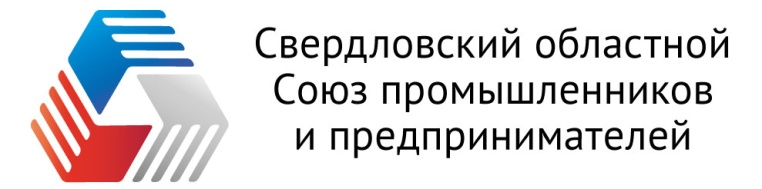 Свердловский областной
Союз промышленников
и предпринимателей